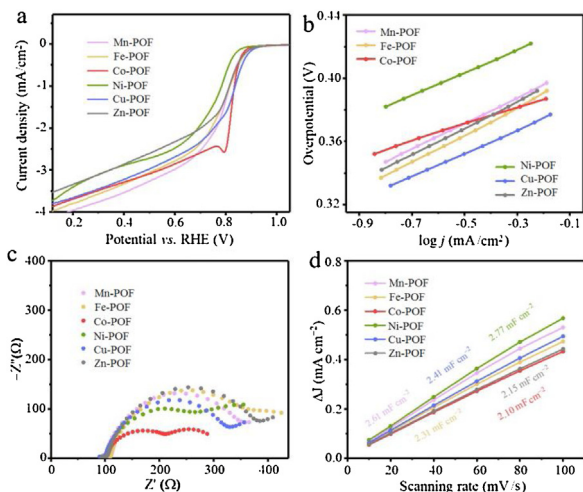 a
Current density (mA/cm²)
0
-1
-2
-3
-4
Mn-POF
Fe-POF
Co-POF
Ni-POF
Cu-POF
Zn-POF
0.2 0.4 0.6 0.8 1.0
Potential vs. RHE (V)
b
Overpotential (V)
0.44
0.40
0.36
0.32
Mn-POF
Fe-POF
Co-POF
Ni-POF
Cu-POF
Zn-POF
-0.9 -0.7 -0.5 -0.3 -0.1
log j (mA/cm²)
c
-Z''(Ω)
-400
-300
-200
-100
0
Mn-POF
Fe-POF
Co-POF
Ni-POF
Cu-POF
Zn-POF
0 100 200 300 400
Z' (Ω)
d
ΔJ (mA cm⁻²)
0.8
0.6
0.4
0.2
0.0
Mn-POF
Fe-POF
Co-POF
Ni-POF
Cu-POF
Zn-POF
2.77 mF cm⁻²
2.41 mF cm⁻²
mF cm⁻²
2.31 mF cm⁻²
2.15 mF cm⁻²
2.10 mF cm⁻²
20 40 60 80 100
Scanning rate (mV/s)